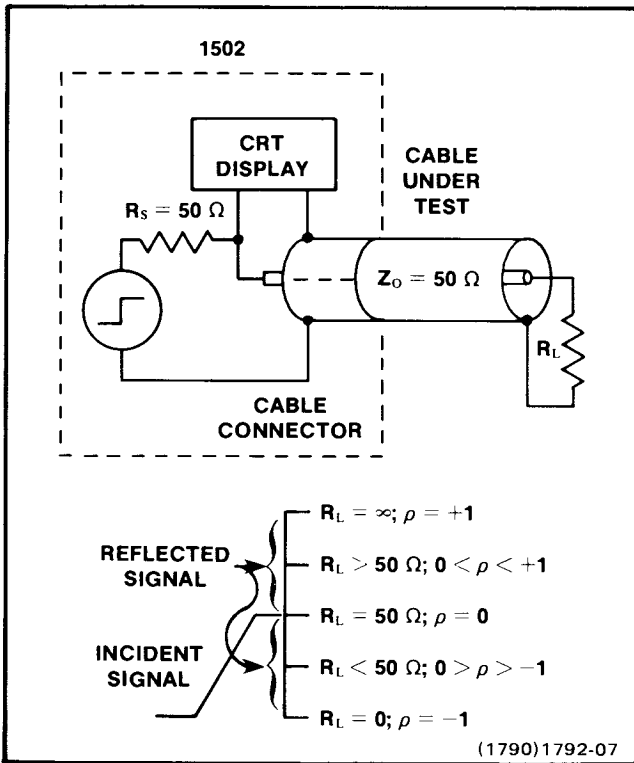 1502
CRT
DISPLAY
CABLE
UNDER
TEST
R_S = 50 Ω
Z_O = 50 Ω
R_L
CABLE
CONNECTOR
REFLECTED
SIGNAL
INCIDENT
SIGNAL
R_L = ∞; ρ = +1
R_L > 50 Ω; 0 < ρ < +1
R_L = 50 Ω; ρ = 0
R_L < 50 Ω; 0 > ρ > −1
R_L = 0; ρ = −1
(1790)1792-07